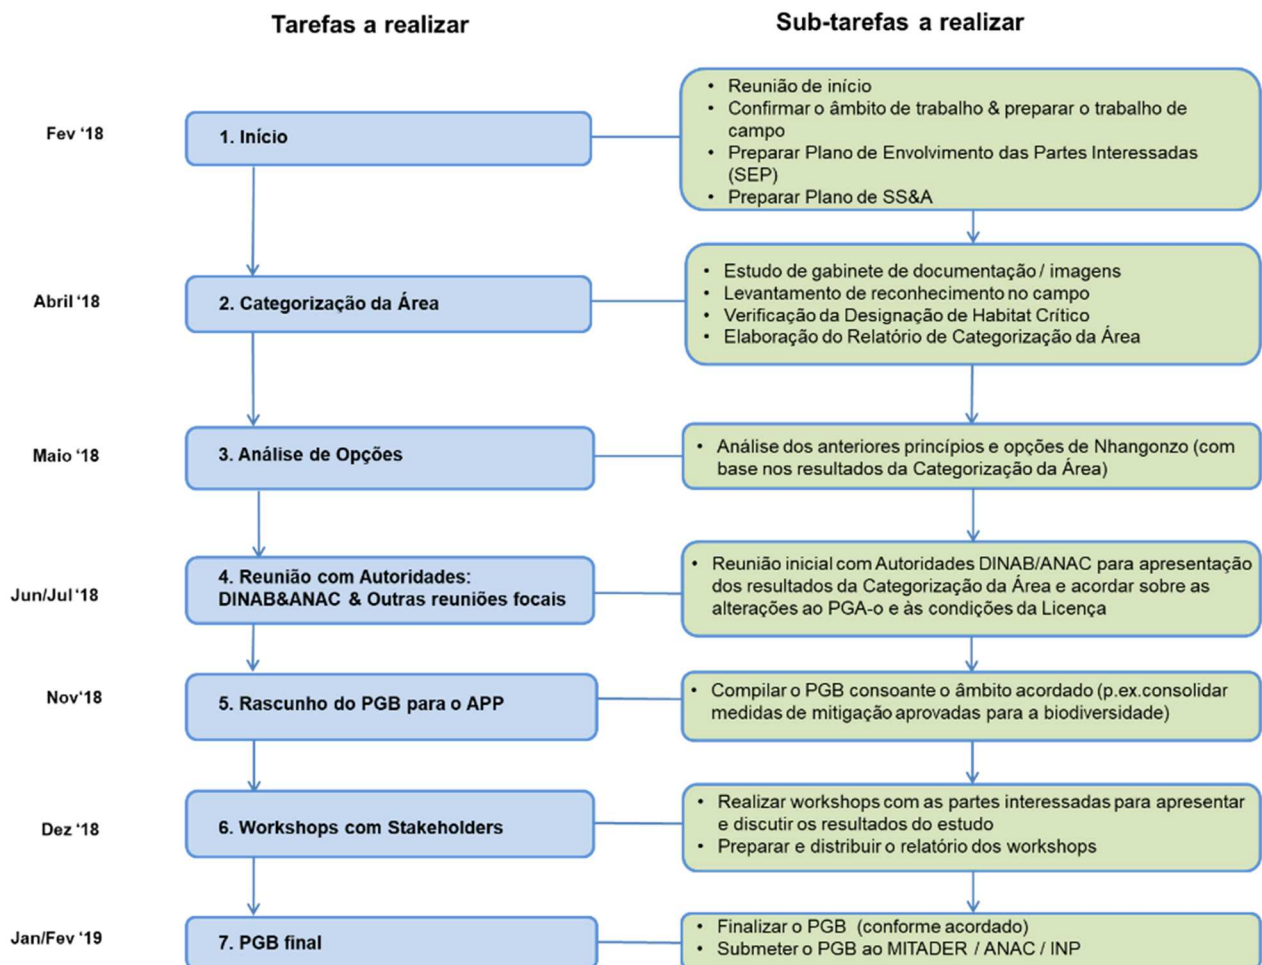 Tarefas a realizar
Sub-tarefas a realizar
Fev ‘18
1. Início
• Reunião de início
• Confirmar o âmbito de trabalho & preparar o trabalho de
campo
• Preparar Plano de Envolvimento das Partes Interessadas
(SEP)
• Preparar Plano de SS&A
Abril ‘18
2. Categorização da Área
• Estudo de gabinete de documentação / imagens
• Levantamento de reconhecimento no campo
• Verificação da Designação de Habitat Crítico
• Elaboração do Relatório de Categorização da Área
Maio ‘18
3. Análise de Opções
• Análise dos anteriores princípios e opções de Nhangonzo (com
base nos resultados da Categorização da Área)
Jun/Jul ‘18
4. Reunião com Autoridades:
DINAB&ANAC & Outras reuniões focais
• Reunião inicial com Autoridades DINAB/ANAC para apresentação
dos resultados da Categorização da Área e acordar sobre as
alterações ao PGA-o e às condições da Licença
Nov‘18
5. Rascunho do PGB para o APP
• Compilar o PGB consoante o âmbito acordado (p.ex.consolidar
medidas de mitigação aprovadas para a biodiversidade)
Dez ‘18
6. Workshops com Stakeholders
• Realizar workshops com as partes interessadas para apresentar
e discutir os resultados do estudo
• Preparar e distribuir o relatório dos workshops
Jan/Fev ‘19
7. PGB final
• Finalizar o PGB (conforme acordado)
• Submeter o PGB ao MITADER / ANAC / INP